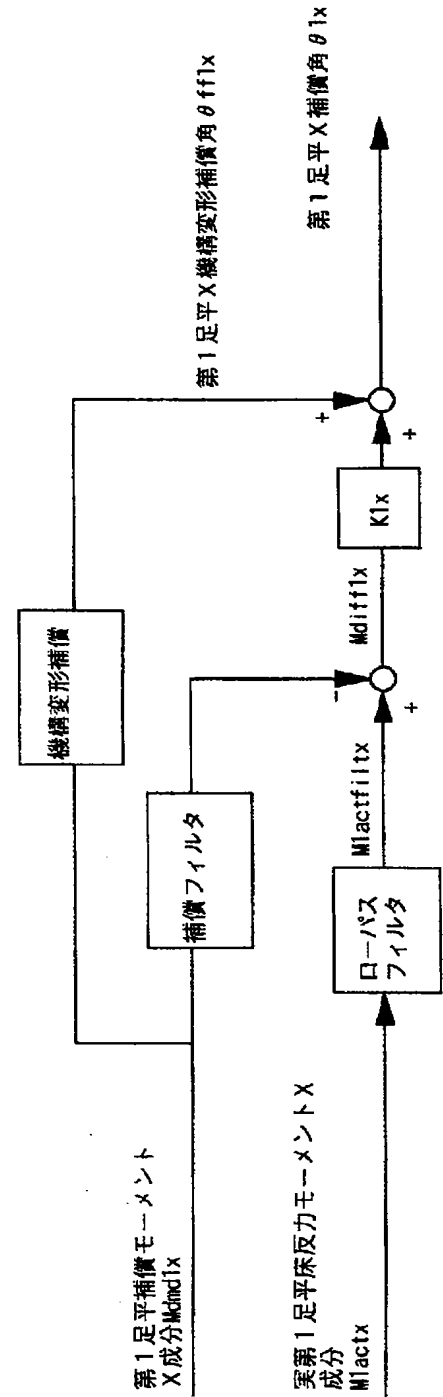 第1足平補償モーメント
X成分Mdmd1x
実第1足平床反力モーメントX
成分
M1actx
機構変形補償
補償フィルタ
ローパス
フィルタ
M1actfiltx
-
+
Mdiff1x
K1x
+
+
第1足平X機構変形補償角θff1x
第1足平X補償角θ1x